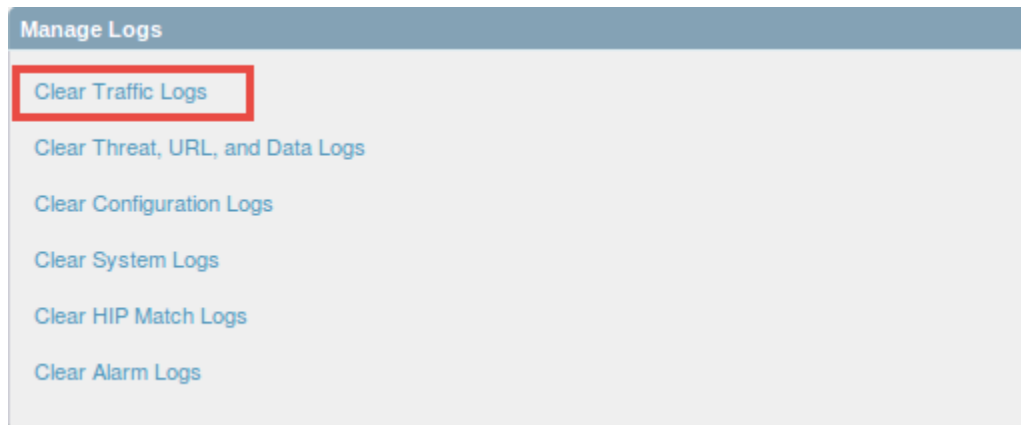 Manage Logs
Clear Traffic Logs
Clear Threat, URL, and Data Logs
Clear Configuration Logs
Clear System Logs
Clear HIP Match Logs
Clear Alarm Logs